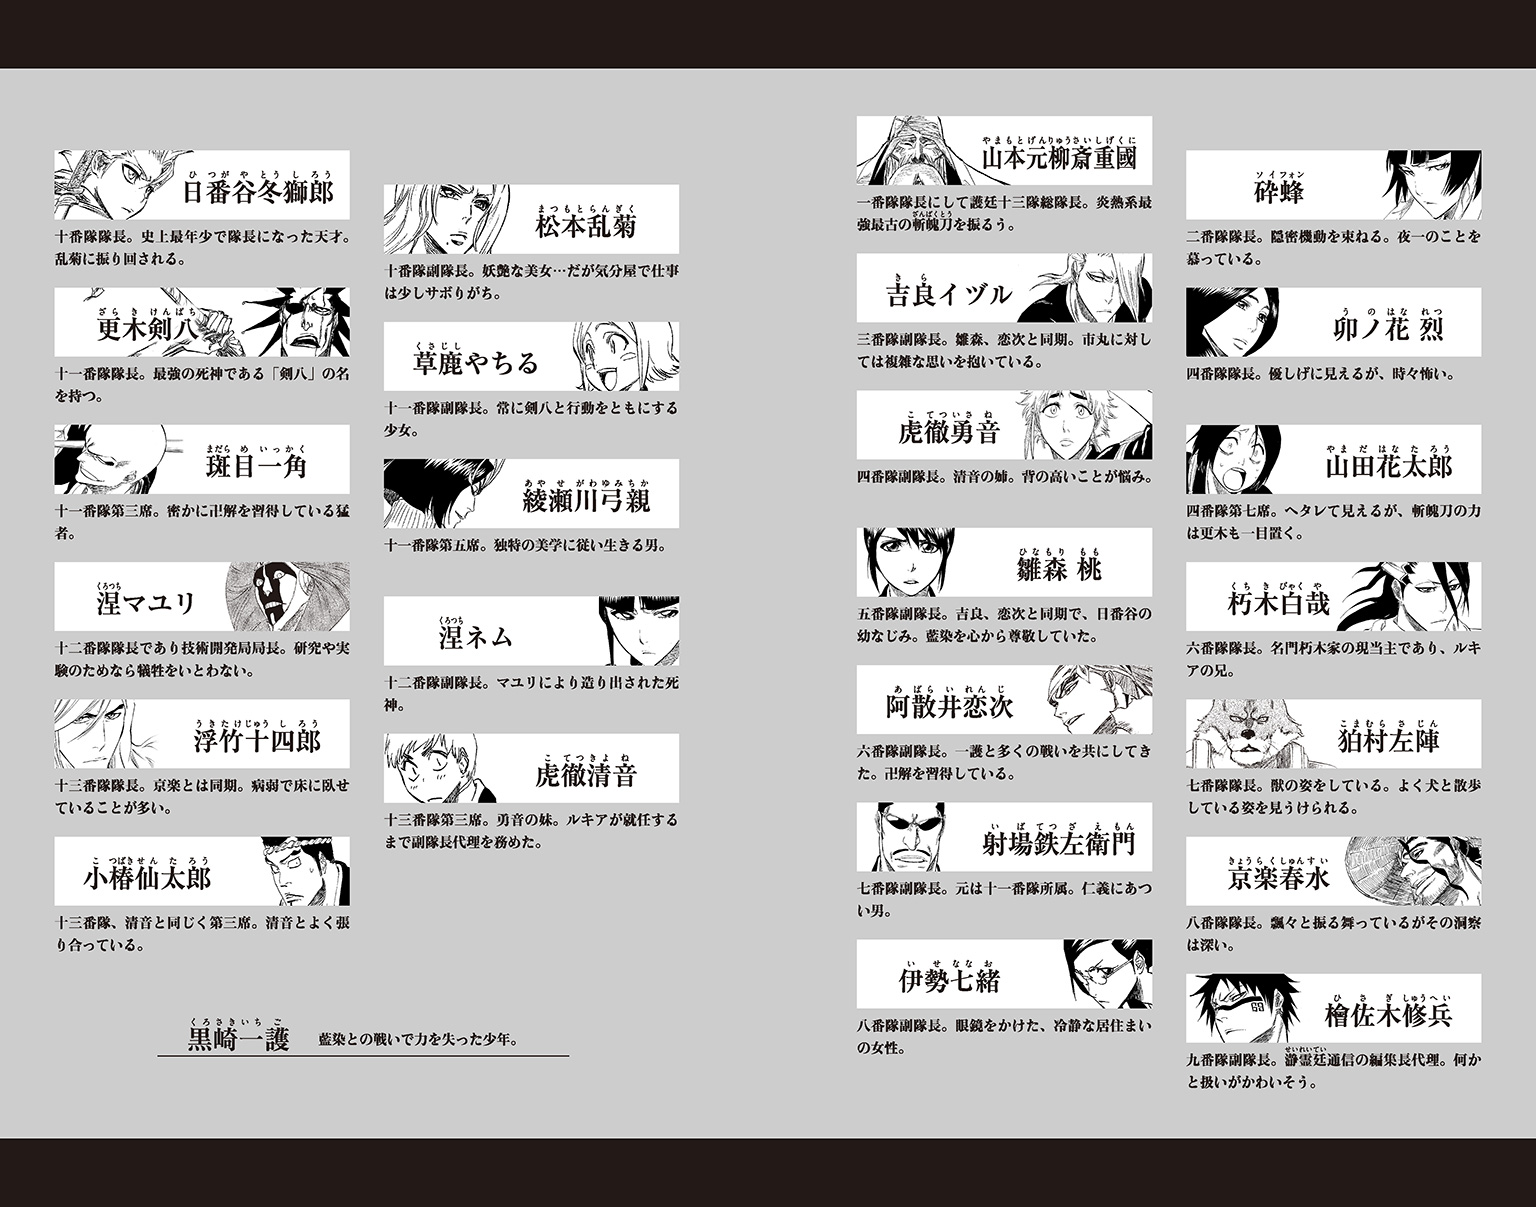 やまもとげんりゅうさいしげくに
山本元柳斎重國
一番隊隊長にして護廷十三隊総隊長。炎熱系最
ざんぱくとう
強最古の斬魄刀を振るう。
ソイフォン
砕蜂
二番隊隊長。隠密機動を束ねる。夜一のことを
慕っている。
きら
吉良イヅル
三番隊副隊長。雛森、恋次と同期。市丸に対し
ては複雑な思いを抱いている。
うのはなれつ
卯ノ花 烈
四番隊隊長。優しげに見えるが、時々怖い。
こてついさね
虎徹勇音
四番隊副隊長。清音の姉。背の高いことが悩み。
やまだはなたろう
山田花太郎
四番隊第七席。ヘタレて見えるが、斬魄刀の力
は更木も一目置く。
ひなもりもも
雛森 桃
五番隊副隊長。吉良、恋次と同期で、日番谷の
幼なじみ。藍染を心から尊敬していた。
くちきびゃくや
朽木白哉
六番隊隊長。名門朽木家の現当主であり、ルキ
アの兄。
あばらいれんじ
阿散井恋次
六番隊副隊長。一護と多くの戦いを共にしてき
た。卍解を習得している。
こまむらさじん
狛村左陣
七番隊隊長。獣の姿をしている。よく犬と散歩
している姿を見うけられる。
いばてつざえもん
射場鉄左衛門
七番隊副隊長。元は十一番隊所属。仁義にあつ
い男。
きょうらくしゅんすい
京楽春水
八番隊隊長。飄々と振る舞っているがその洞察
は深い。
いせななお
伊勢七緒
八番隊副隊長。眼鏡をかけた、冷静な居住まい
の女性。
ひさぎしゅうへい
檜佐木修兵
69
九番隊副隊長。瀞霊廷通信の編集長代理。何か
せいれいてい
と扱いがかわいそう。
ひつがやとうしろう
日番谷冬獅郎
十番隊隊長。史上最年少で隊長になった天才。
乱菊に振り回される。
まつもとらんぎく
松本乱菊
十番隊副隊長。妖艶な美女…だが気分屋で仕事
は少しサボりがち。
ざらきけんぱち
更木剣八
十一番隊隊長。最強の死神である「剣八」の名
を持つ。
くさじし
草鹿やちる
十一番隊副隊長。常に剣八と行動をともにする
少女。
まだらめいっかく
斑目一角
十一番隊第三席。密かに卍解を習得している猛
者。
あやせがわゆみちか
綾瀬川弓親
十一番隊第五席。独特の美学に従い生きる男。
くろつち
涅マユリ
十二番隊隊長であり技術開発局局長。研究や実
験のためなら犠牲をいとわない。
くろつち
涅ネム
十二番隊副隊長。マユリにより造り出された死
神。
うきたけじゅうしろう
浮竹十四郎
十三番隊隊長。京楽とは同期。病弱で床に臥せ
ていることが多い。
こてつきよね
虎徹清音
十三番隊第三席。勇音の妹。ルキアが就任する
まで副隊長代理を務めた。
こつばきせんたろう
小椿仙太郎
十三番隊、清音と同じく第三席。清音とよく張
り合っている。
くろさきいちご
黒崎一護 藍染との戦いで力を失った少年。